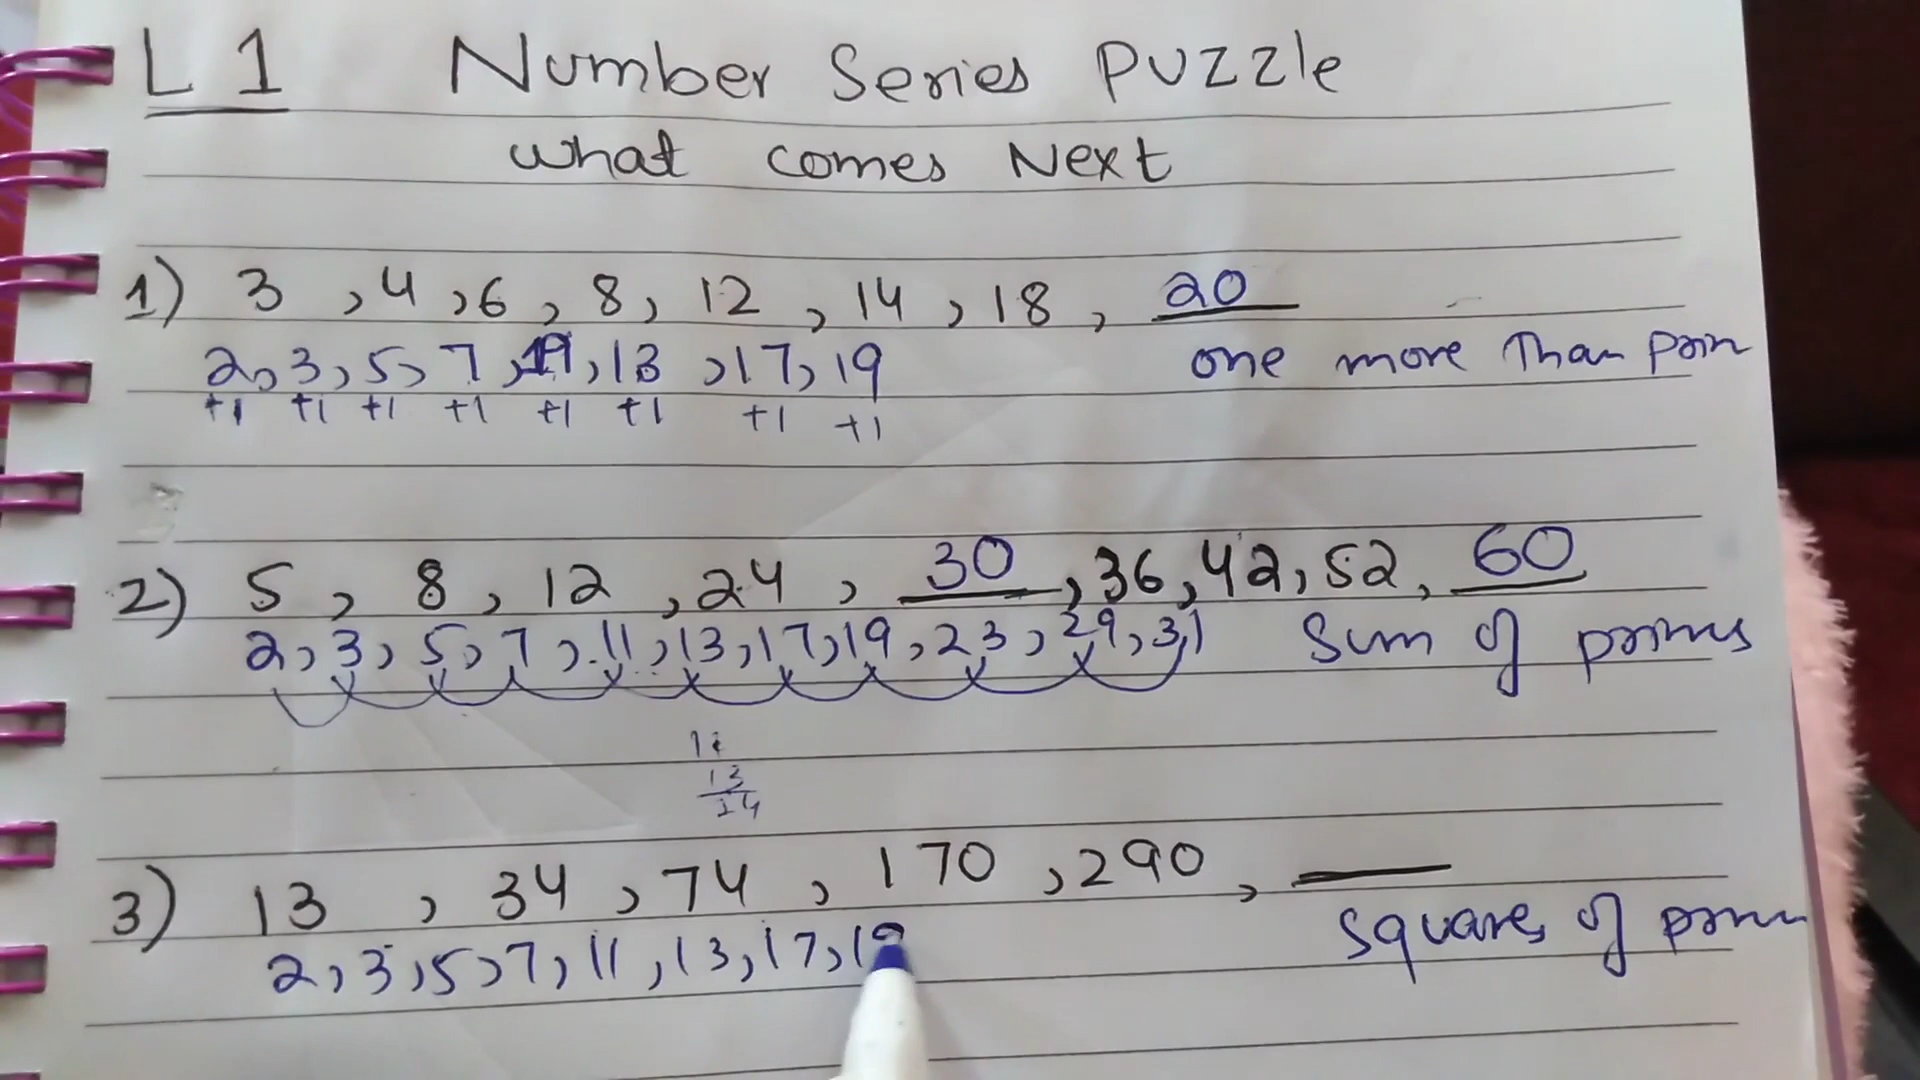 L 1 Number Series Puzzle
what comes Next
1) 3 , 4 , 6 , 8 , 12 , 14 , 18 , 20
2, 3, 5, 7, 11, 13, 17, 19 one more Than prim
+1 +1 +1 +1 +1 +1 +1 +1
2) 5 , 8 , 12 , 24 , 30 , 36, 42, 52, 60
2, 3, 5, 7, 11, 13, 17, 19, 23, 29, 31 Sum of primes
11
13
24
3) 13 , 34 , 74 , 170 , 290 ,
2, 3, 5, 7, 11, 13, 17, 19 squares of prim